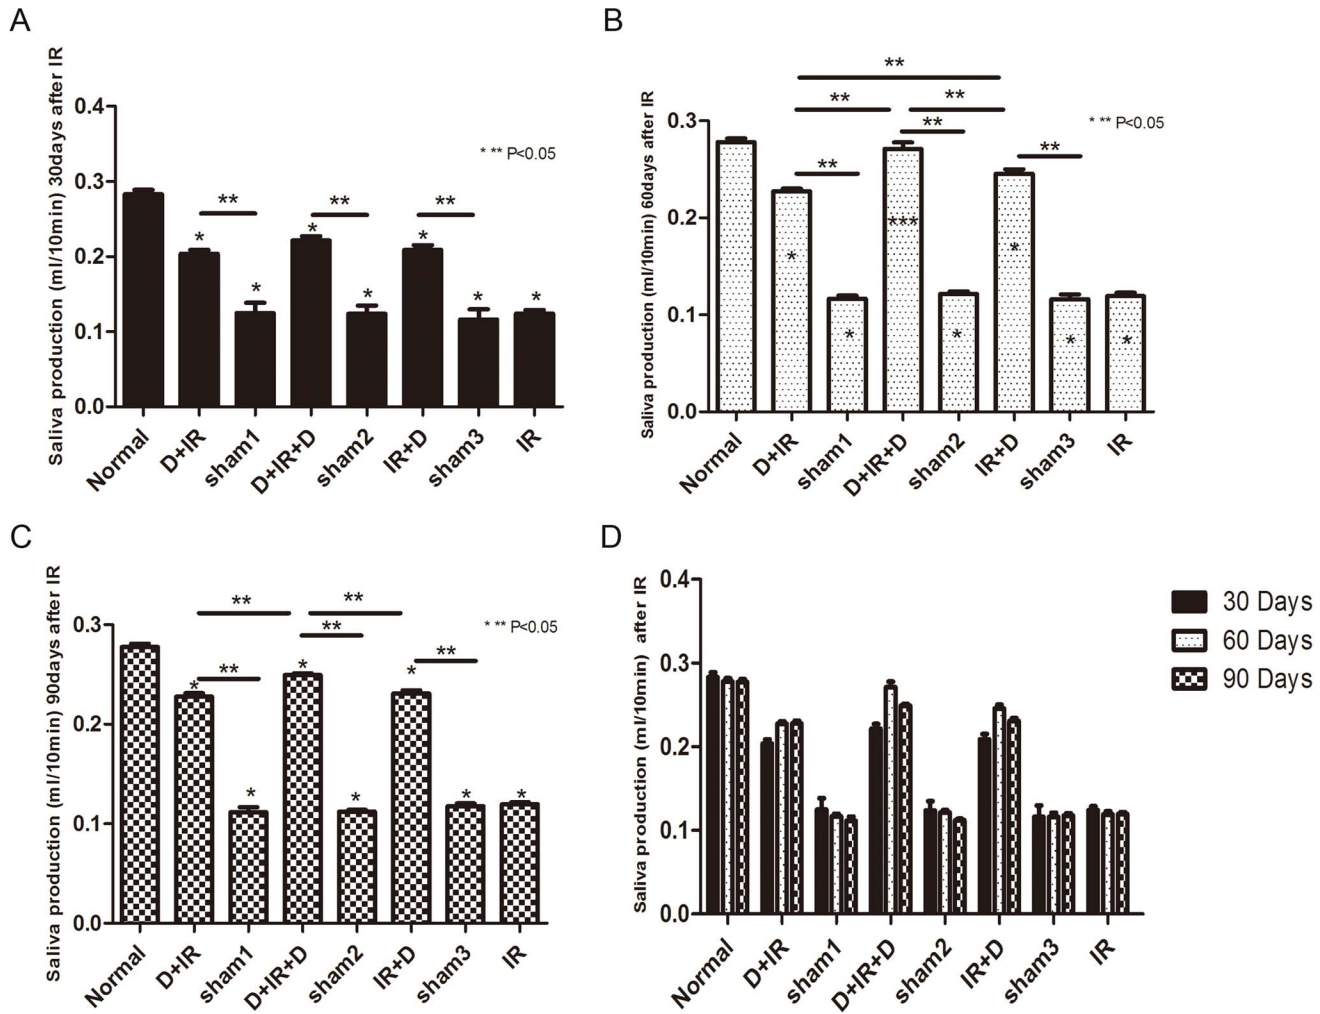 A
Saliva production (ml/10min) 30days after IR
0.4
0.3
0.2
0.1
0.0
* ** P<0.05
** ** **
* * * * * * *
Normal D+IR sham1 D+IR+D sham2 IR+D sham3 IR
B
Saliva production (ml/10min) 60days after IR
0.3
0.2
0.1
0.0
* ** P<0.05
**
** **
**
** **
* * *** * * * *
Normal D+IR sham1 D+IR+D sham2 IR+D sham3 IR
C
Saliva production (ml/10min) 90days after IR
0.3
0.2
0.1
0.0
* ** P<0.05
** **
**
** **
* * * * * * *
Normal D+IR sham1 D+IR+D sham2 IR+D sham3 IR
D
Saliva production (ml/10min) after IR
0.4
0.3
0.2
0.1
0.0
Normal D+IR sham1 D+IR+D sham2 IR+D sham3 IR
30 Days
60 Days
90 Days